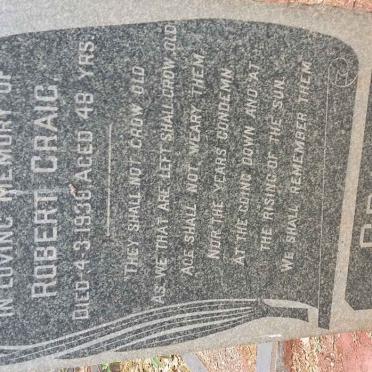 IN LOVING MEMORY OF
ROBERT CRAIG,
DIED 4-3-1936 AGED 48 YRS.
THEY SHALL NOT GROW OLD
AS WE THAT ARE LEFT SHALL GROW OLD
AGE SHALL NOT WEARY THEM
NOR THE YEARS CONDEMN
AT THE GOING DOWN AND AT
THE RISING OF THE SUN
WE SHALL REMEMBER THEM